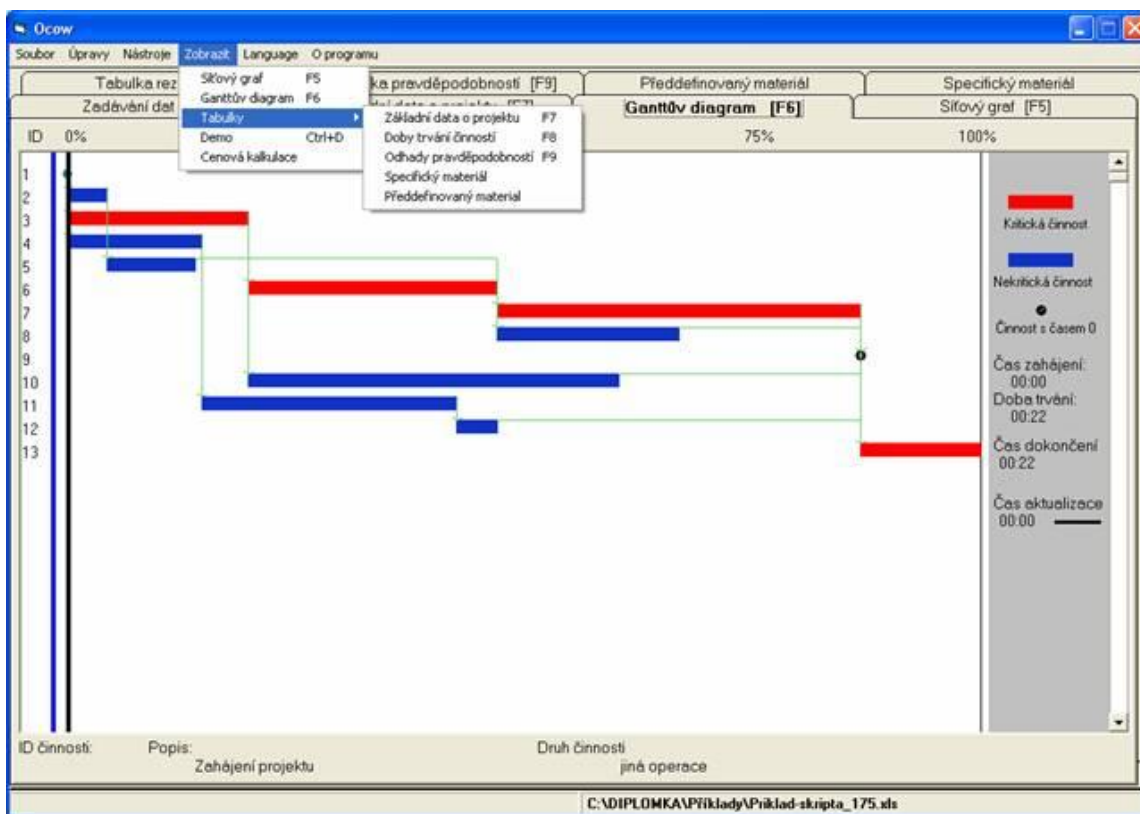 Ocow
Soubor Úpravy Nástroje Zobrazit Language O programu
Tabulka rez
ka pravděpodobností [F9]
Předdefinovaný materiál
Specifický materiál
Zadávání dat
Ganttův diagram [F6]
Síťový graf [F5]
Síťový graf F5
Ganttův diagram F6
Tabulky
Demo Ctrl+D
Cenová kalkulace
Základní data o projektu F7
Doby trvání činností F8
Odhady pravděpodobností F9
Specifický materiál
Předdefinovaný material
ID 0% 75% 100%
1
2
3
4
5
6
7
8
9
10
11
12
13
Kritická činnost
Nekritická činnost
Činnost s časem 0
Čas zahájení:
00:00
Doba trvání:
00:22
Čas dokončení
00:22
Čas aktualizace
00:00
ID činnosti: Popis: Druh činnosti
Zahájení projektu jiná operace
C:\DIPLOMKA\Příklady\Priklad-skripta_175.xls